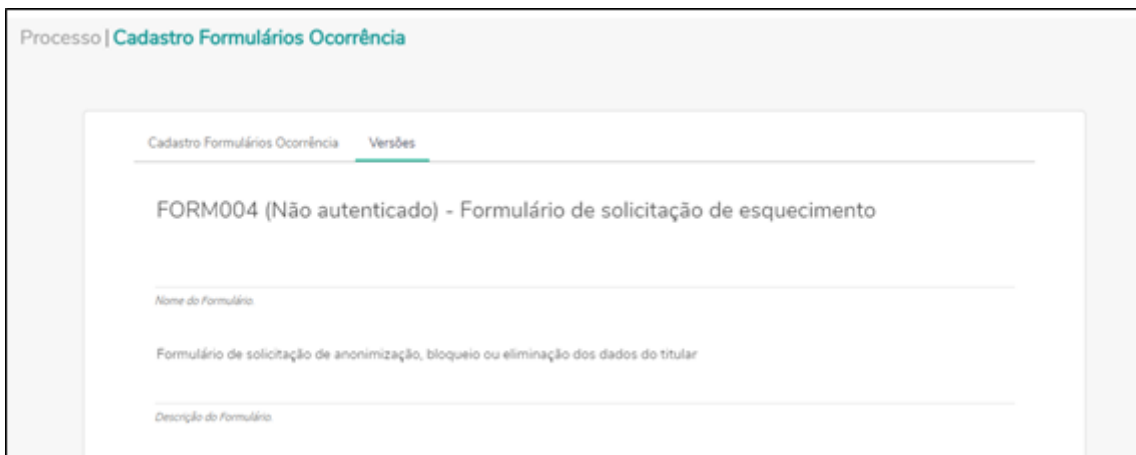 Processo | Cadastro Formulários Ocorrência
Cadastro Formulários Ocorrência Versões
FORM004 (Não autenticado) - Formulário de solicitação de esquecimento
Nome do Formulário.
Formulário de solicitação de anonimização, bloqueio ou eliminação dos dados do titular
Descrição do Formulário.